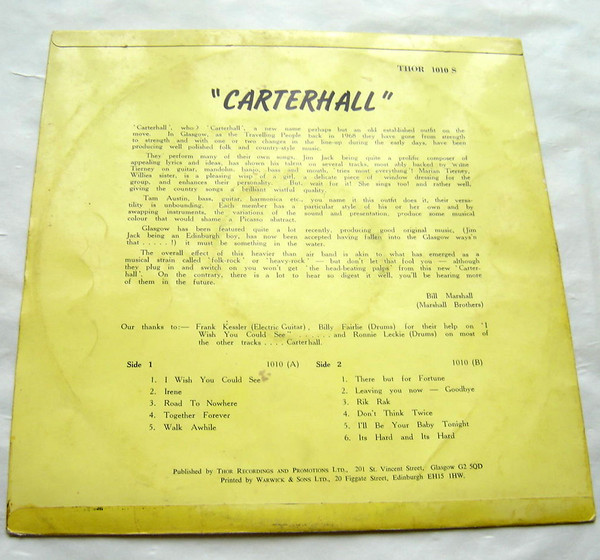 THOR 1010 S
"CARTERHALL"
'Carterhall', who? 'Carterhall', a new name perhaps but an old established outfit on the
move. In Glasgow, as the Travelling People back in 1968 they have gone from strength
to strength and with one or two changes in the line-up during the early days, have been
producing well polished folk and country-style music.
They perform many of their own songs, Jim Jack being quite a prolific composer of
appealing lyrics and ideas, has shown his talent on several tracks, most ably backed by
Tierney on guitar, mandolin, banjo, bass and mouth, 'tries most everything'! Marian Tierney,
Willies sister, is a pleasing wisp of a girl, a delicate piece of window dressing for the
group, and enhances their personality. But, wait for it! She sings too! and rather well,
giving the country songs a brilliant wistful quality.
Tam Austin, bass, guitar, harmonica etc., you name it this outfit does it, their versa-
tility is unbounding. Each member has a particular style of his or her own and by
swapping instruments, the variations of the sound and presentation, produce some musical
colour that would shame a Picasso abstract.
Glasgow has been featured quite a lot recently, producing good original music, (Jim
Jack being an Edinburgh boy, has now been accepted having fallen into the Glasgow ways'n
that . . . . . !) it must be something in the water.
The overall effect of this heavier than air band is akin to what has emerged as a
musical strain called 'folk-rock' or 'heavy-rock' — but don't let that fool you — although
they plug in and switch on you won't get 'the head-beating palps' from this new 'Carter-
hall'. On the contrary, there is a lot to hear so digest it well, you'll be hearing more
of them in the future.
Bill Marshall
(Marshall Brothers)
Our thanks to:— Frank Kessler (Electric Guitar), Billy Fairlie (Drums) for their help on 'I
Wish You Could See" . . . . . . and Ronnie Leckie (Drums) on most of
the other tracks . . . . Carterhall.
Side 1 1010 (A)
1. I Wish You Could See
2. Irene
3. Road To Nowhere
4. Together Forever
5. Walk Awhile
Side 2 1010 (B)
1. There but for Fortune
2. Leaving you now — Goodbye
3. Rik Rak
4. Don't Think Twice
5. I'll Be Your Baby Tonight
6. Its Hard and Its Hard
Published by THOR RECORDINGS AND PROMOTIONS LTD., 201 St. Vincent Street, Glasgow G2 5QD
Printed by WARWICK & SONS LTD., 20 Figgate Street, Edinburgh EH15 1HW.